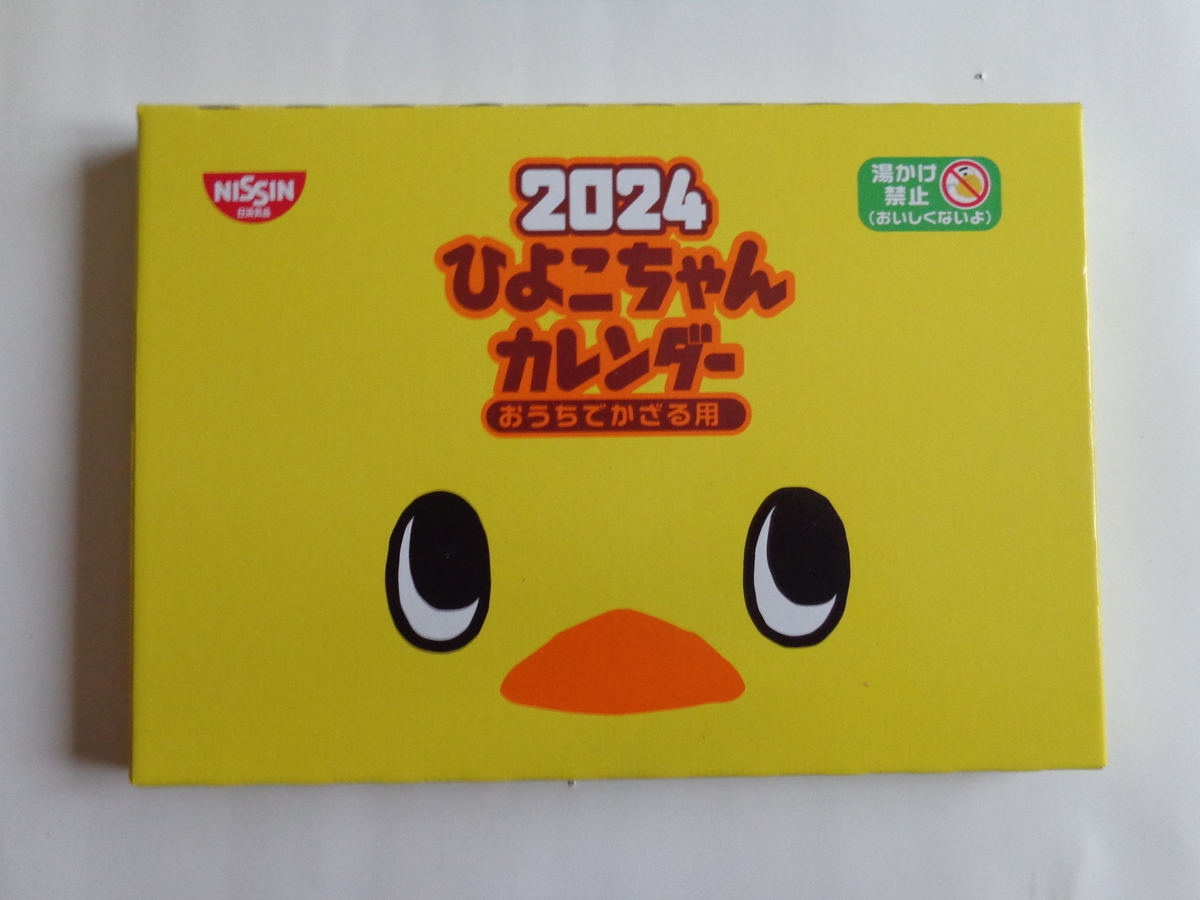 NISSIN
日清食品
2024
ひよこちゃん
カレンダー
おうちでかざる用
湯かけ
禁止
(おいしくないよ)